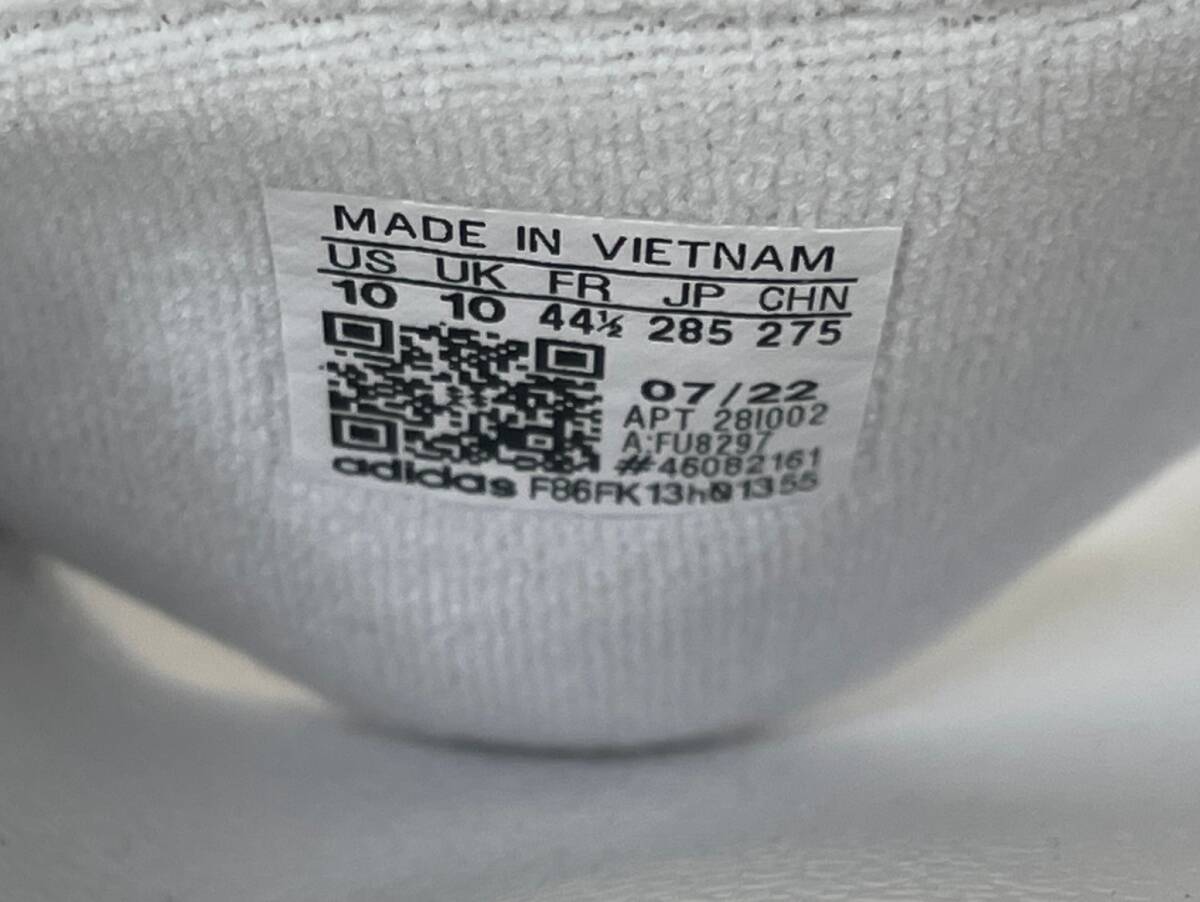 MADE IN VIETNAM
US UK FR JP CHN
10 10 44½ 285 275
07/22
APT 28I002
A:FU8297
#46082161
adidas F86FK13h01355